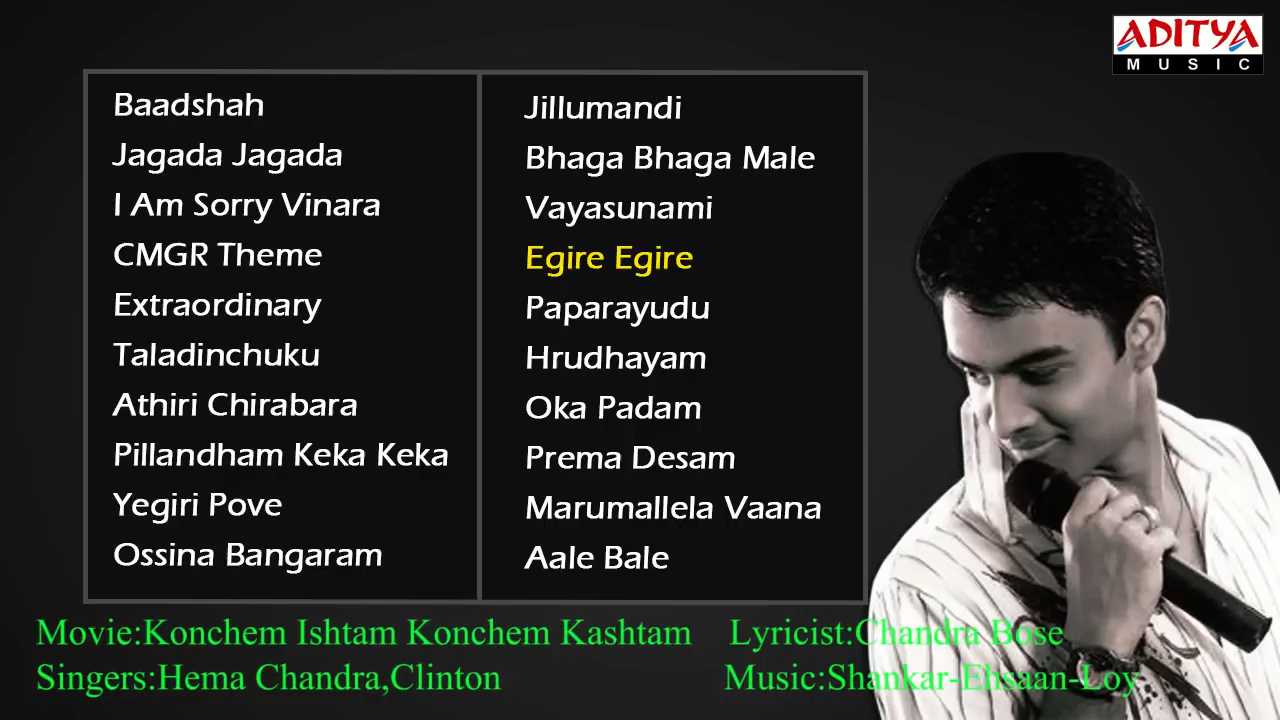 ADITYA
MUSIC
Baadshah
Jagada Jagada
I Am Sorry Vinara
CMGR Theme
Extraordinary
Taladinchuku
Athiri Chirabara
Pillandham Keka Keka
Yegiri Pove
Ossina Bangaram
Jillumandi
Bhaga Bhaga Male
Vayasunami
Egire Egire
Paparayudu
Hrudhayam
Oka Padam
Prema Desam
Marumallela Vaana
Aale Bale
Movie:Konchem Ishtam Konchem Kashtam Lyricist:Chandra Bose
Singers:Hema Chandra,Clinton Music:Shankar-Ehsaan-Loy